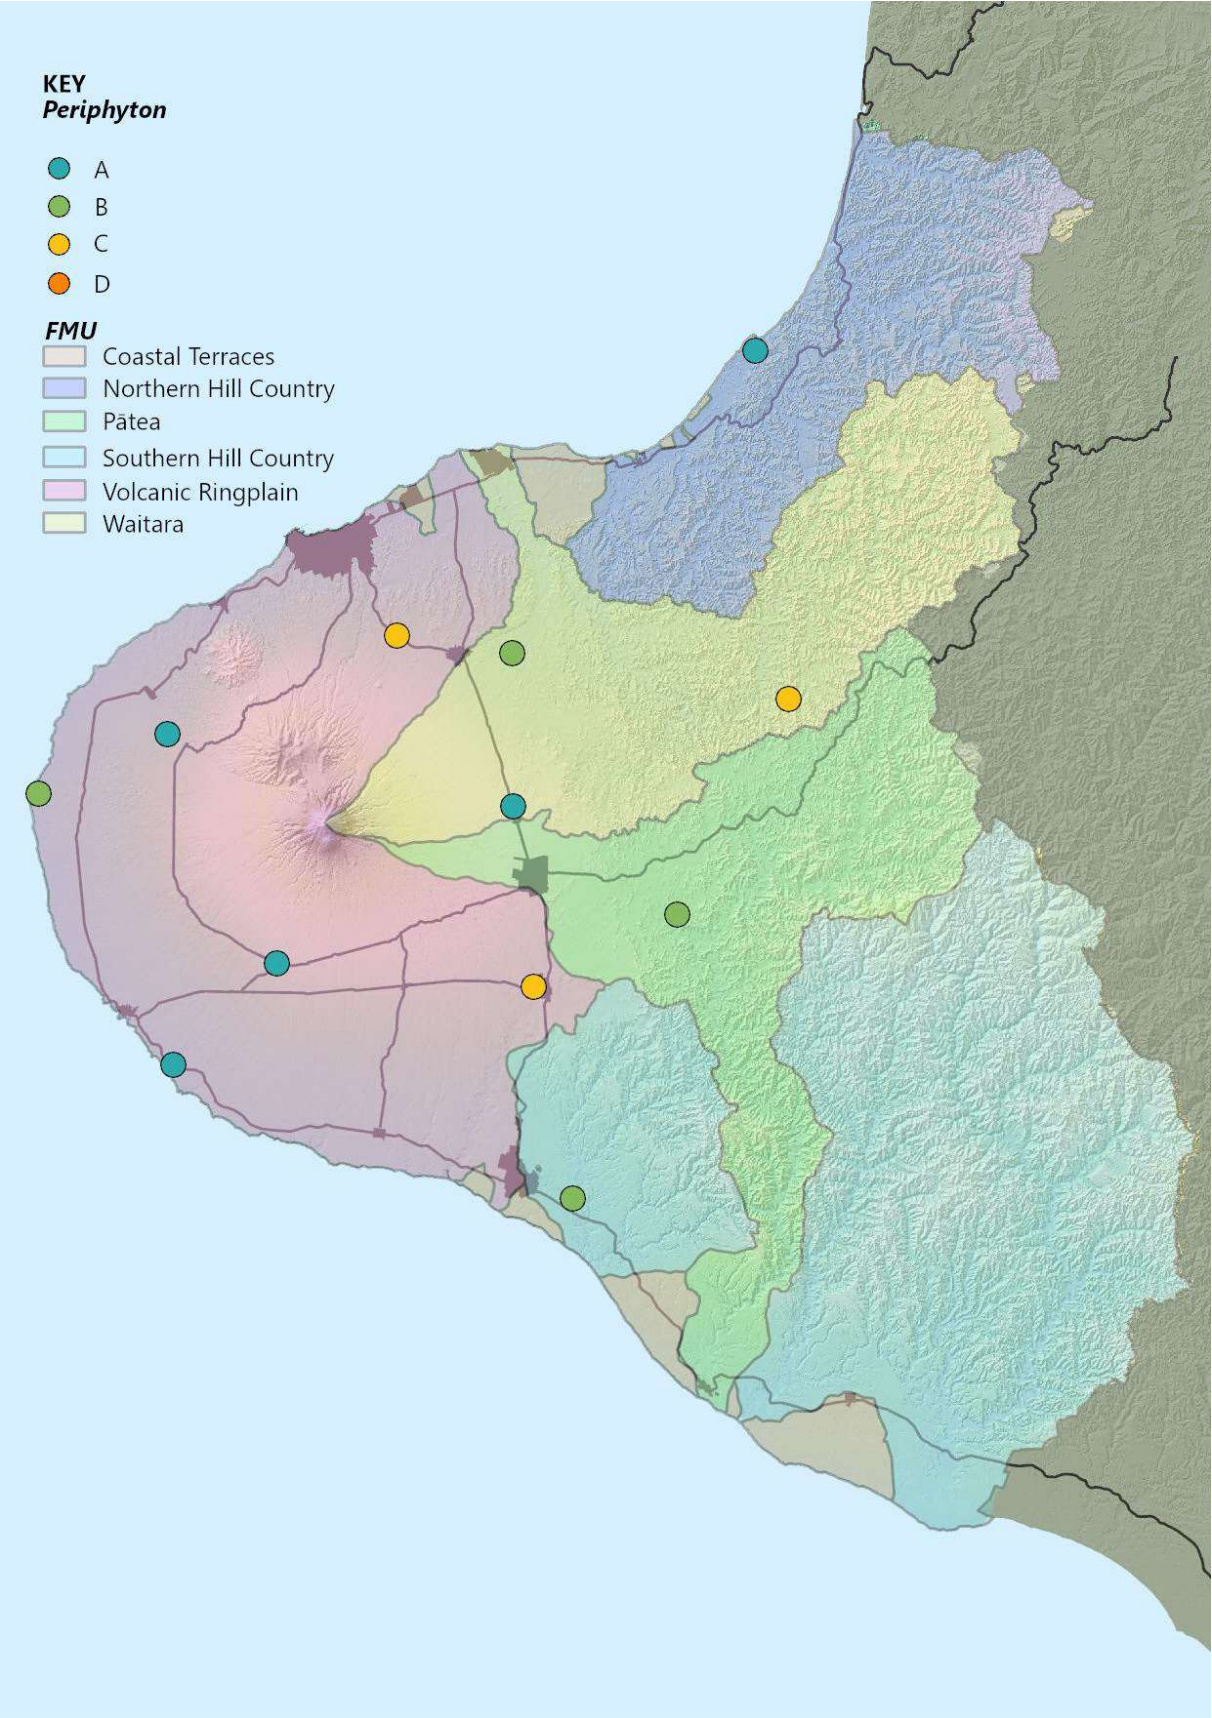 KEY
Periphyton
A
B
C
D
FMU
Coastal Terraces
Northern Hill Country
Pātea
Southern Hill Country
Volcanic Ringplain
Waitara